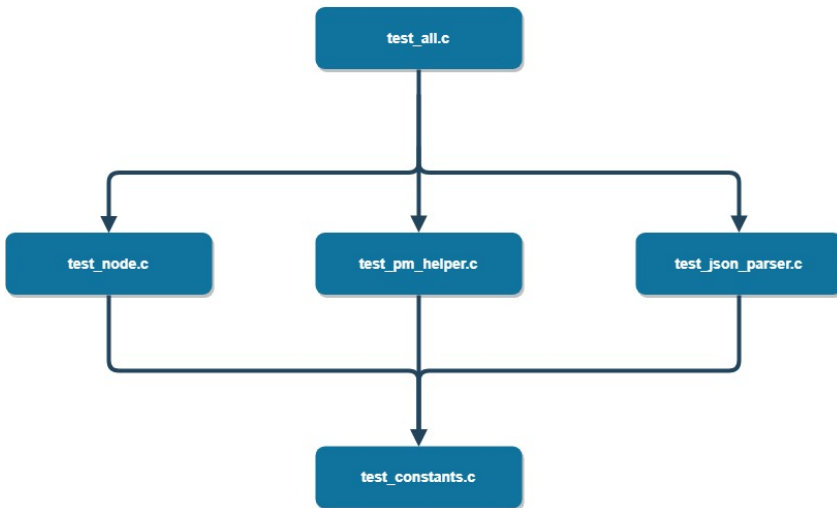 test_all.c
test_node.c
test_pm_helper.c
test_json_parser.c
test_constants.c